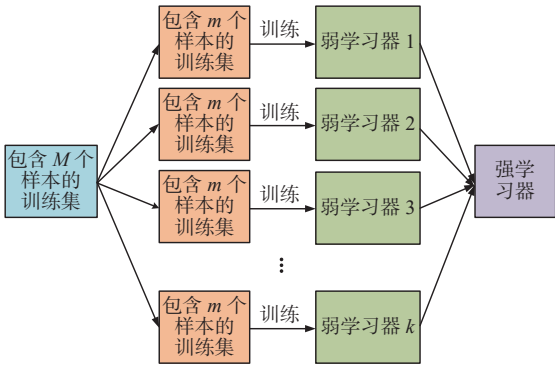 包含 m 个
样本的
训练集
训练
弱学习器 1
包含 m 个
样本的
训练集
训练
弱学习器 2
包含 M 个
样本的
训练集
包含 m 个
样本的
训练集
训练
弱学习器 3
强学
习器
⋮
包含 m 个
样本的
训练集
训练
弱学习器 k